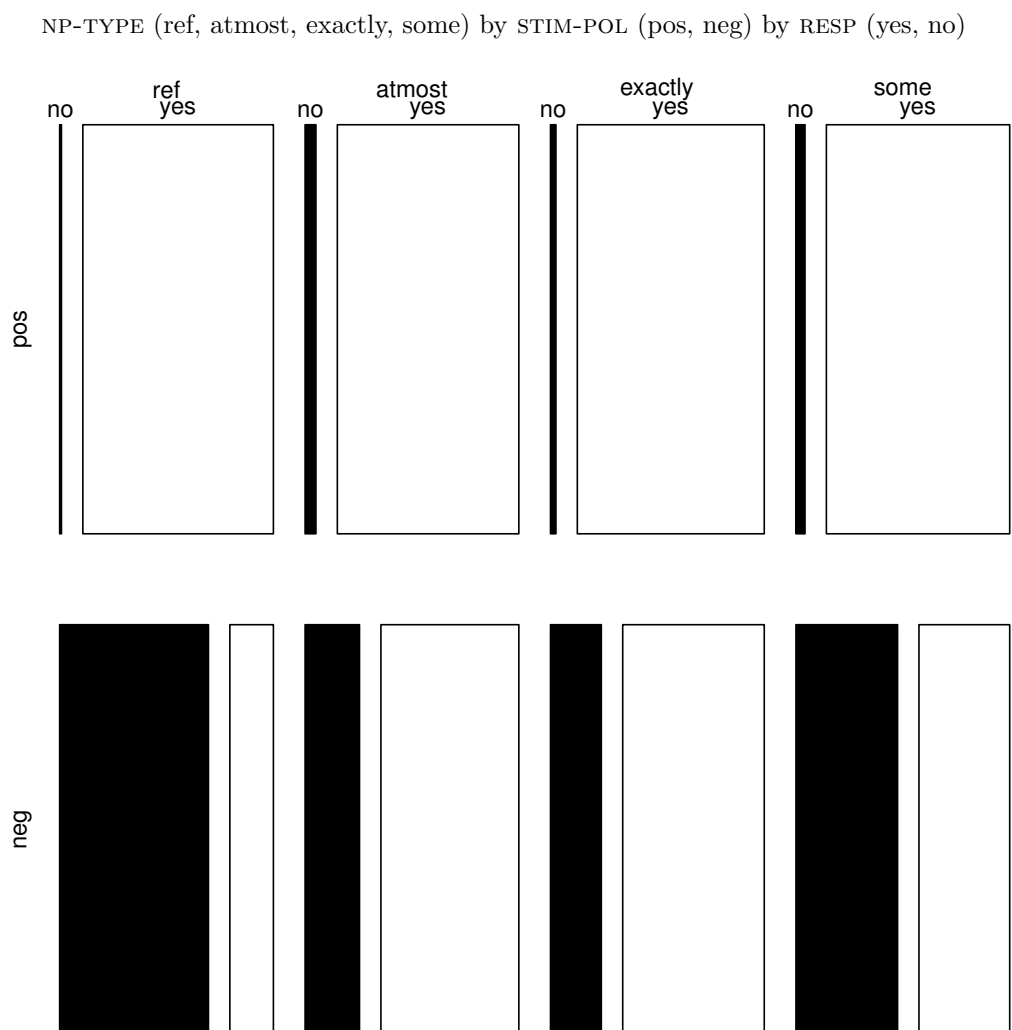 NP-TYPE (ref, atmost, exactly, some) by STIM-POL (pos, neg) by RESP (yes, no)
ref atmost exactly some
no yes no yes no yes no yes
pos
neg